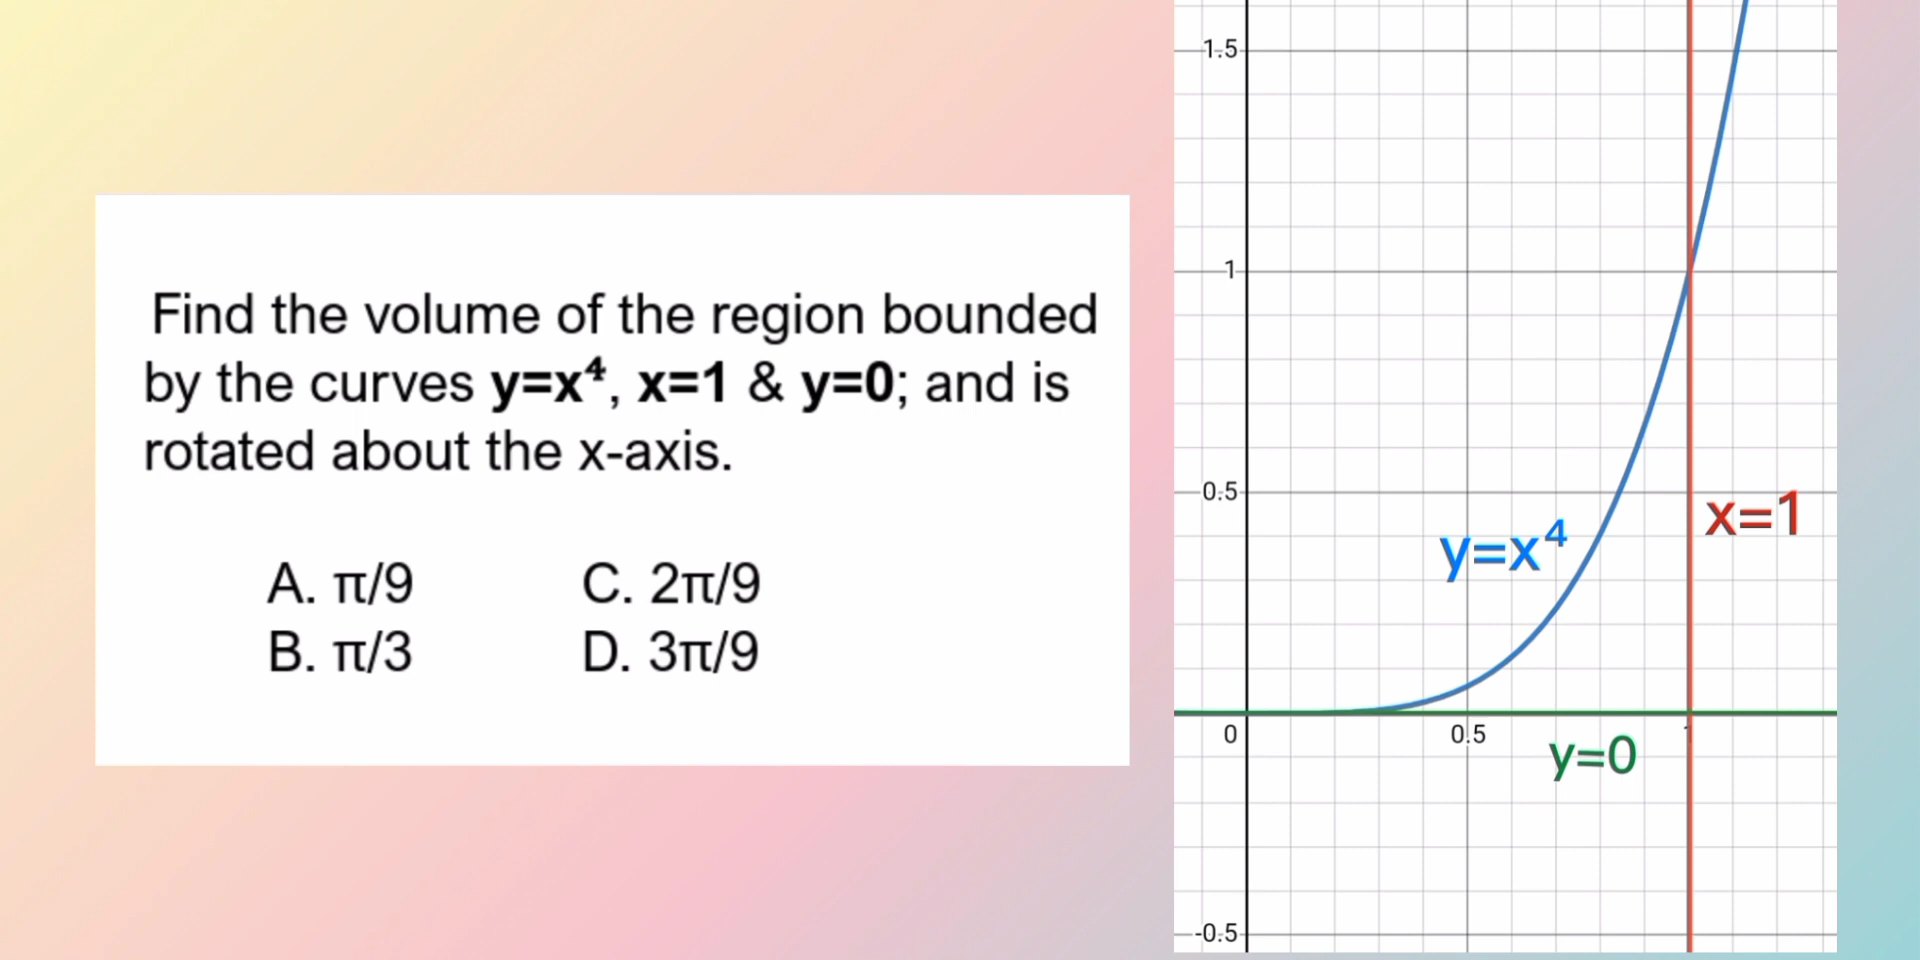 Find the volume of the region bounded
by the curves y=x⁴, x=1 & y=0; and is
rotated about the x-axis.
A. π/9 C. 2π/9
B. π/3 D. 3π/9
1.5
1
0.5
y=x⁴
x=1
0 0.5 1
y=0
-0.5